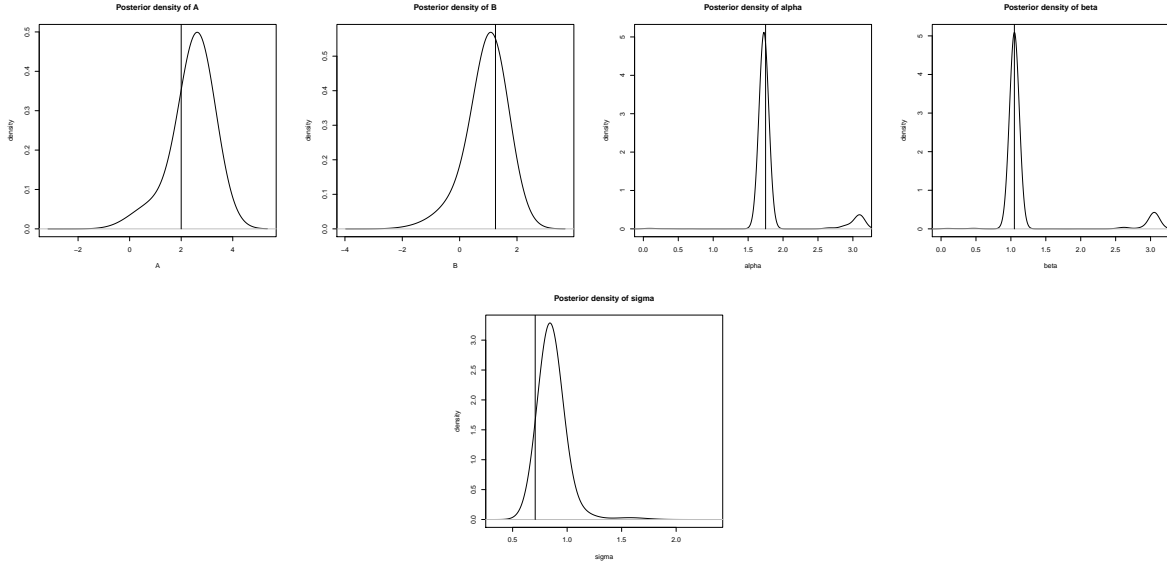 Posterior density of A
density
0.0 0.1 0.2 0.3 0.4 0.5
−2 0 2 4
A
Posterior density of B
density
0.0 0.1 0.2 0.3 0.4 0.5
−4 −2 0 2
B
Posterior density of alpha
density
0 1 2 3 4 5
0.0 0.5 1.0 1.5 2.0 2.5 3.0
alpha
Posterior density of beta
density
0 1 2 3 4 5
0.0 0.5 1.0 1.5 2.0 2.5 3.0
beta
Posterior density of sigma
density
0.0 0.5 1.0 1.5 2.0 2.5 3.0
0.5 1.0 1.5 2.0
sigma